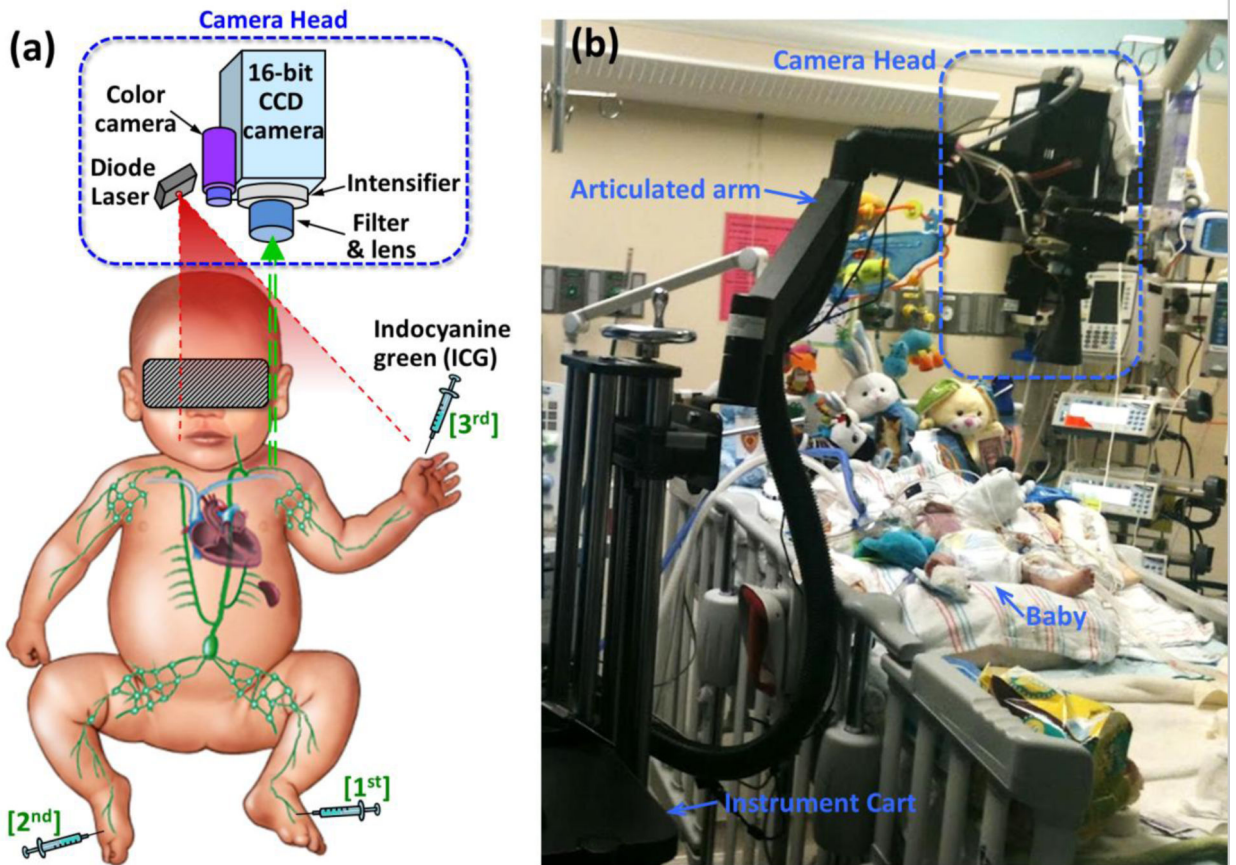 (a)
Camera Head
16-bit
CCD
camera
Color
camera
Diode
Laser
Intensifier
Filter
& lens
Indocyanine
green (ICG)
[3rd]
[1st]
[2nd]
(b)
Camera Head
Articulated arm
Baby
Instrument Cart